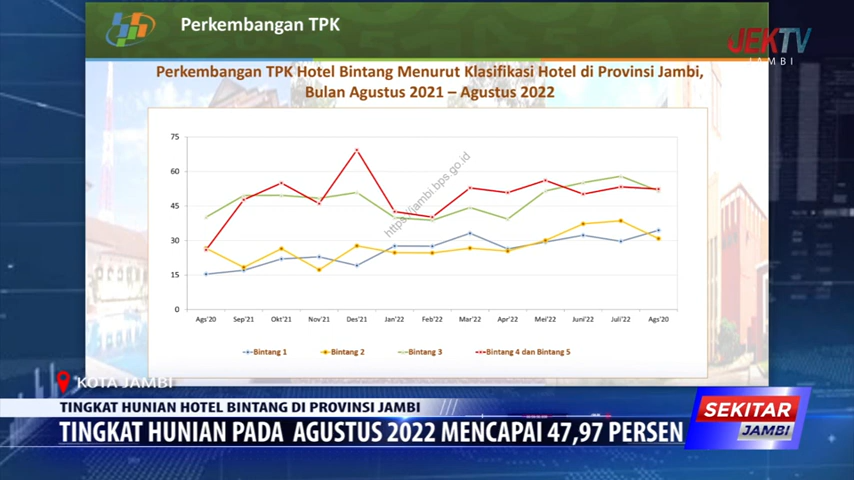 Perkembangan TPK
JEKTV
JAMBI
Perkembangan TPK Hotel Bintang Menurut Klasifikasi Hotel di Provinsi Jambi,
Bulan Agustus 2021 – Agustus 2022
75
60
45
30
15
0
https://jambi.bps.go.id
Ags'20 Sep'21 Okt'21 Nov'21 Des'21 Jan'22 Feb'22 Mar'22 Apr'22 Mei'22 Juni'22 Juli'22 Ags'20
Bintang 1 Bintang 2 Bintang 3 Bintang 4 dan Bintang 5
KOTA JAMBI
TINGKAT HUNIAN HOTEL BINTANG DI PROVINSI JAMBI
TINGKAT HUNIAN PADA AGUSTUS 2022 MENCAPAI 47,97 PERSEN
SEKITAR
JAMBI